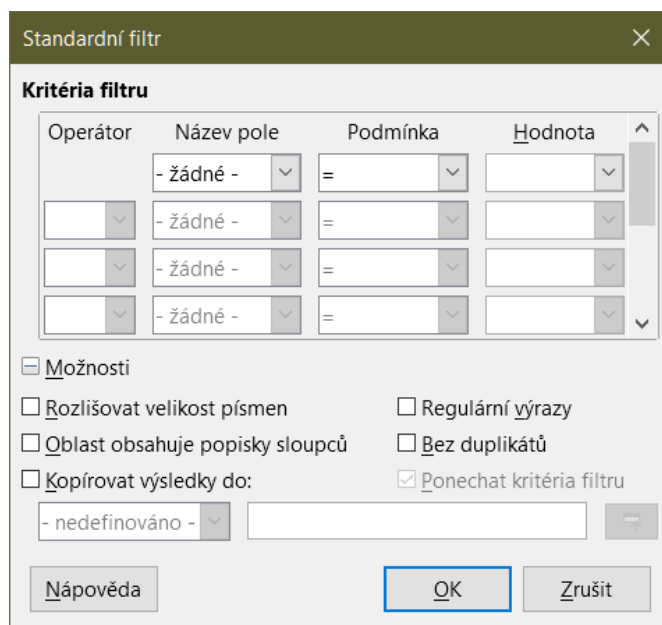 Standardní filtr
Kritéria filtru
Operátor Název pole Podmínka Hodnota
- žádné - =
- žádné - =
- žádné - =
- žádné - =
Možnosti
Rozlišovat velikost písmen Regulární výrazy
Oblast obsahuje popisky sloupců Bez duplikátů
Kopírovat výsledky do: Ponechat kritéria filtru
- nedefinováno -
Nápověda OK Zrušit